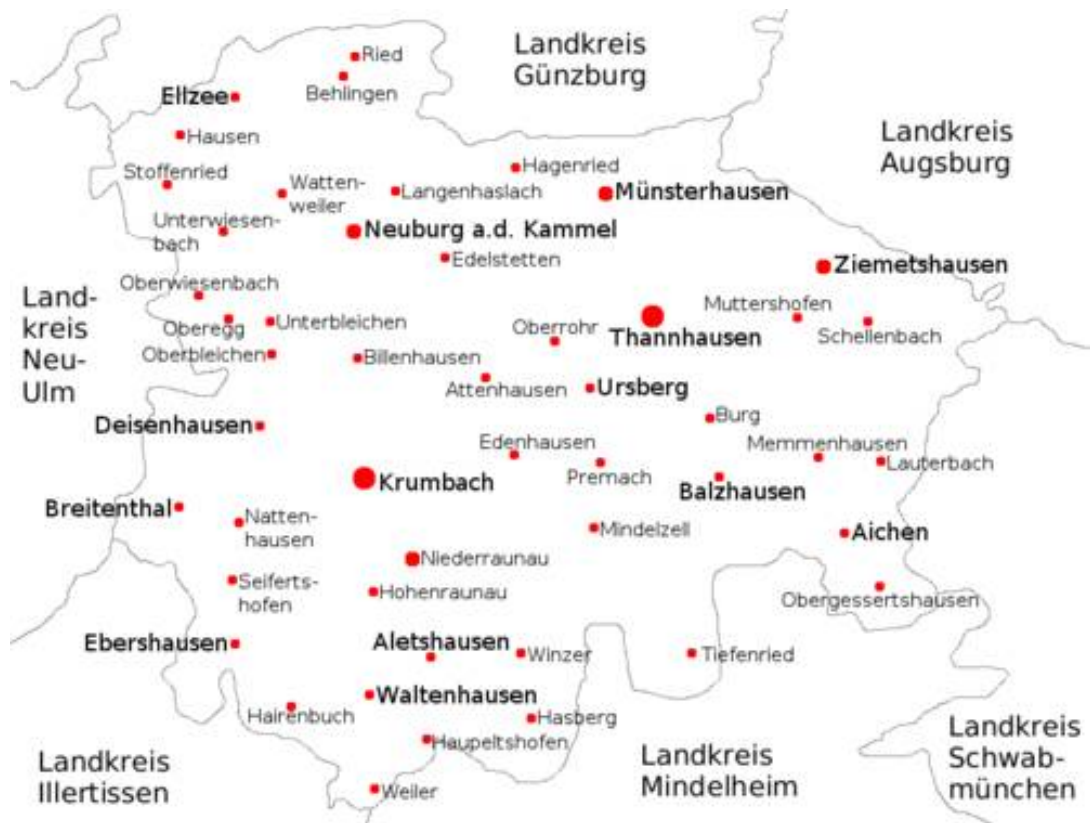 Ried
Landkreis
Günzburg
Behlingen
Ellzee
Hausen
Landkreis
Augsburg
Stoffenried
Hagenried
Watten-
weiler
Langenhaslach
Münsterhausen
Unterwiesen-
bach
Neuburg a.d. Kammel
Edelstetten
Ziemetshausen
Oberwiesenbach
Land-
kreis
Neu-
Ulm
Oberegg
Unterbleichen
Muttershofen
Oberrohr
Thannhausen
Schellenbach
Oberbleichen
Billenhausen
Attenhausen
Ursberg
Burg
Deisenhausen
Edenhausen
Memmenhausen
Premach
Lauterbach
Krumbach
Balzhausen
Breitenthal
Natten-
hausen
Mindelzell
Aichen
Niederraunau
Seiferts-
hofen
Hohenraunau
Obergessertshausen
Ebershausen
Aletshausen
Winzer
Tiefenried
Waltenhausen
Hairenbuch
Hasberg
Haupeltshofen
Landkreis
Schwab-
münchen
Landkreis
Mindelheim
Landkreis
Illertissen
Weiler